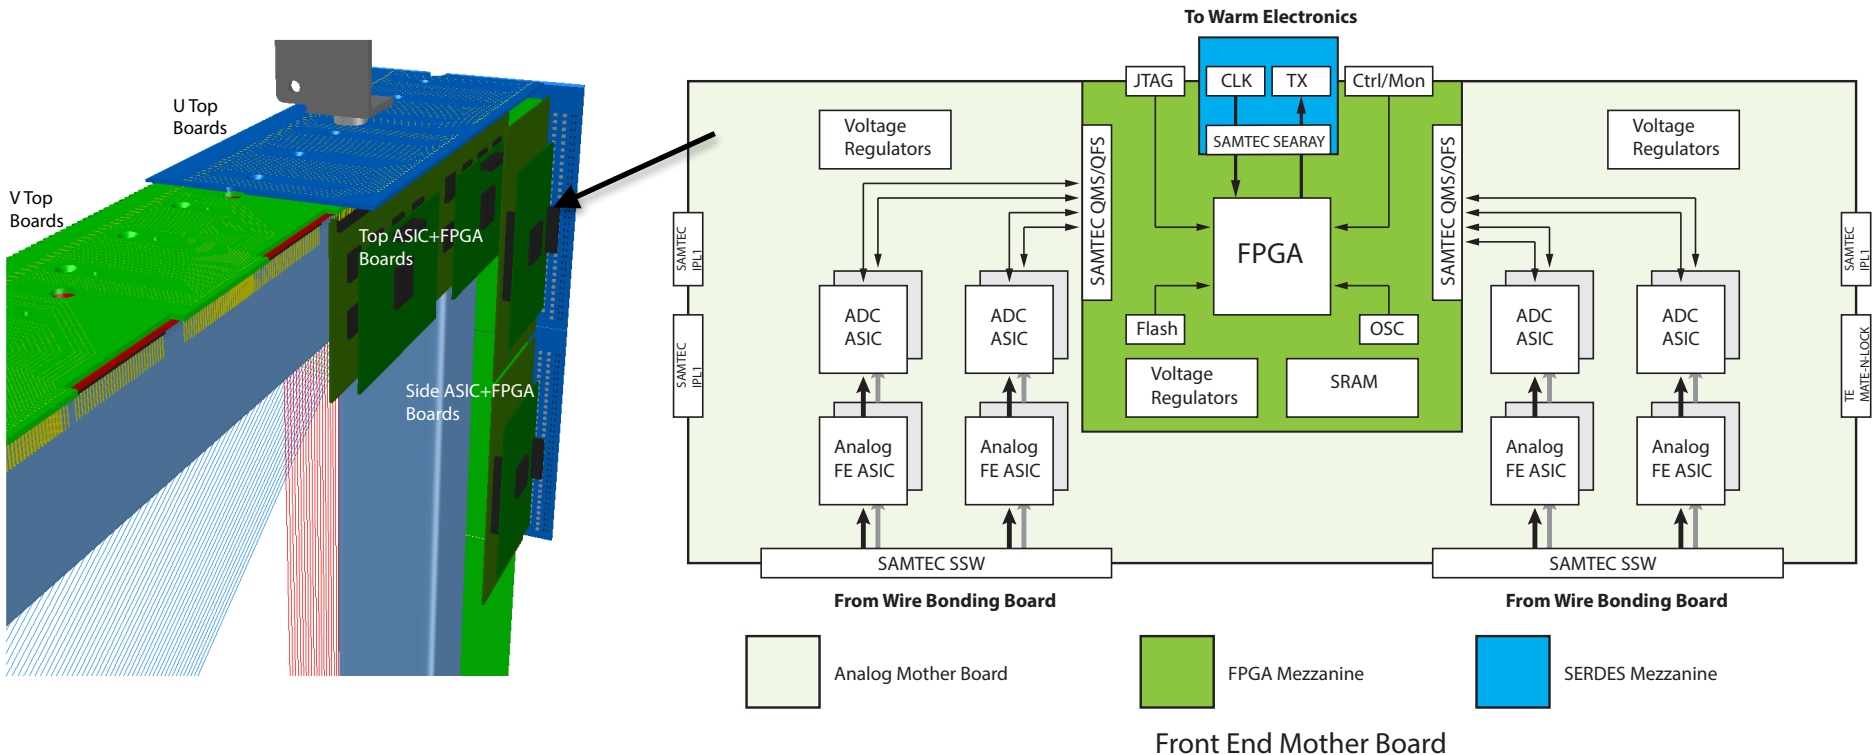 To Warm Electronics
U Top
Boards
V Top
Boards
Top ASIC+FPGA
Boards
Side ASIC+FPGA
Boards
JTAG
CLK
TX
Ctrl/Mon
SAMTEC SEARAY
Voltage
Regulators
Voltage
Regulators
SAMTEC QMS/QFS
SAMTEC QMS/QFS
FPGA
SAMTEC
IPL1
SAMTEC
IPL1
SAMTEC
IPL1
TE
MATE-N-LOCK
ADC
ASIC
ADC
ASIC
ADC
ASIC
ADC
ASIC
Flash
OSC
Voltage
Regulators
SRAM
Analog
FE ASIC
Analog
FE ASIC
Analog
FE ASIC
Analog
FE ASIC
SAMTEC SSW
SAMTEC SSW
From Wire Bonding Board
From Wire Bonding Board
Analog Mother Board
FPGA Mezzanine
SERDES Mezzanine
Front End Mother Board